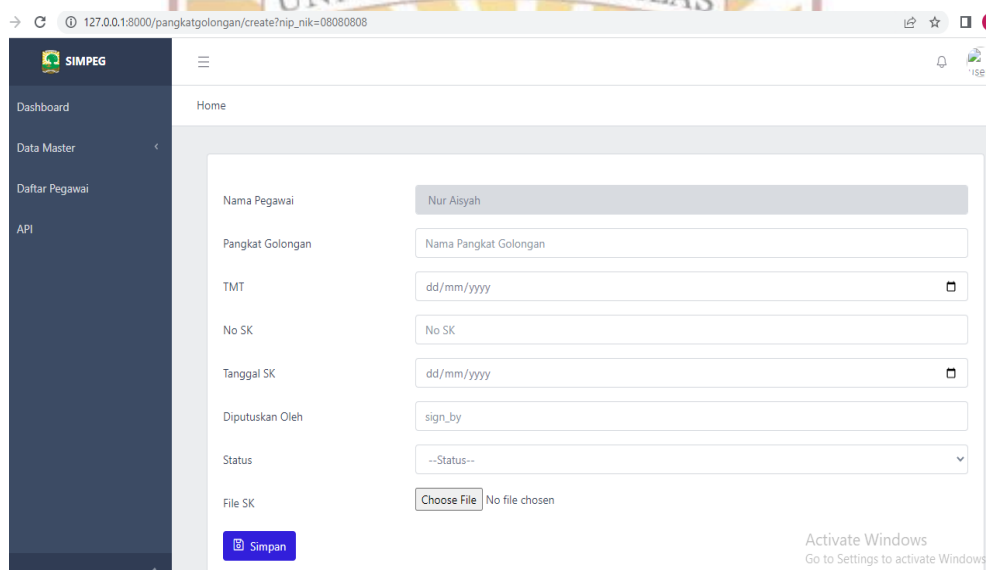 127.0.0.1:8000/pangkatgolongan/create?nip_nik=08080808
SIMPEG
Dashboard
Home
Data Master
Daftar Pegawai
API
Nama Pegawai Nur Aisyah
Pangkat Golongan Nama Pangkat Golongan
TMT dd/mm/yyyy
No SK No SK
Tanggal SK dd/mm/yyyy
Diputuskan Oleh sign_by
Status --Status--
File SK Choose File No file chosen
Simpan
Activate Windows
Go to Settings to activate Windows